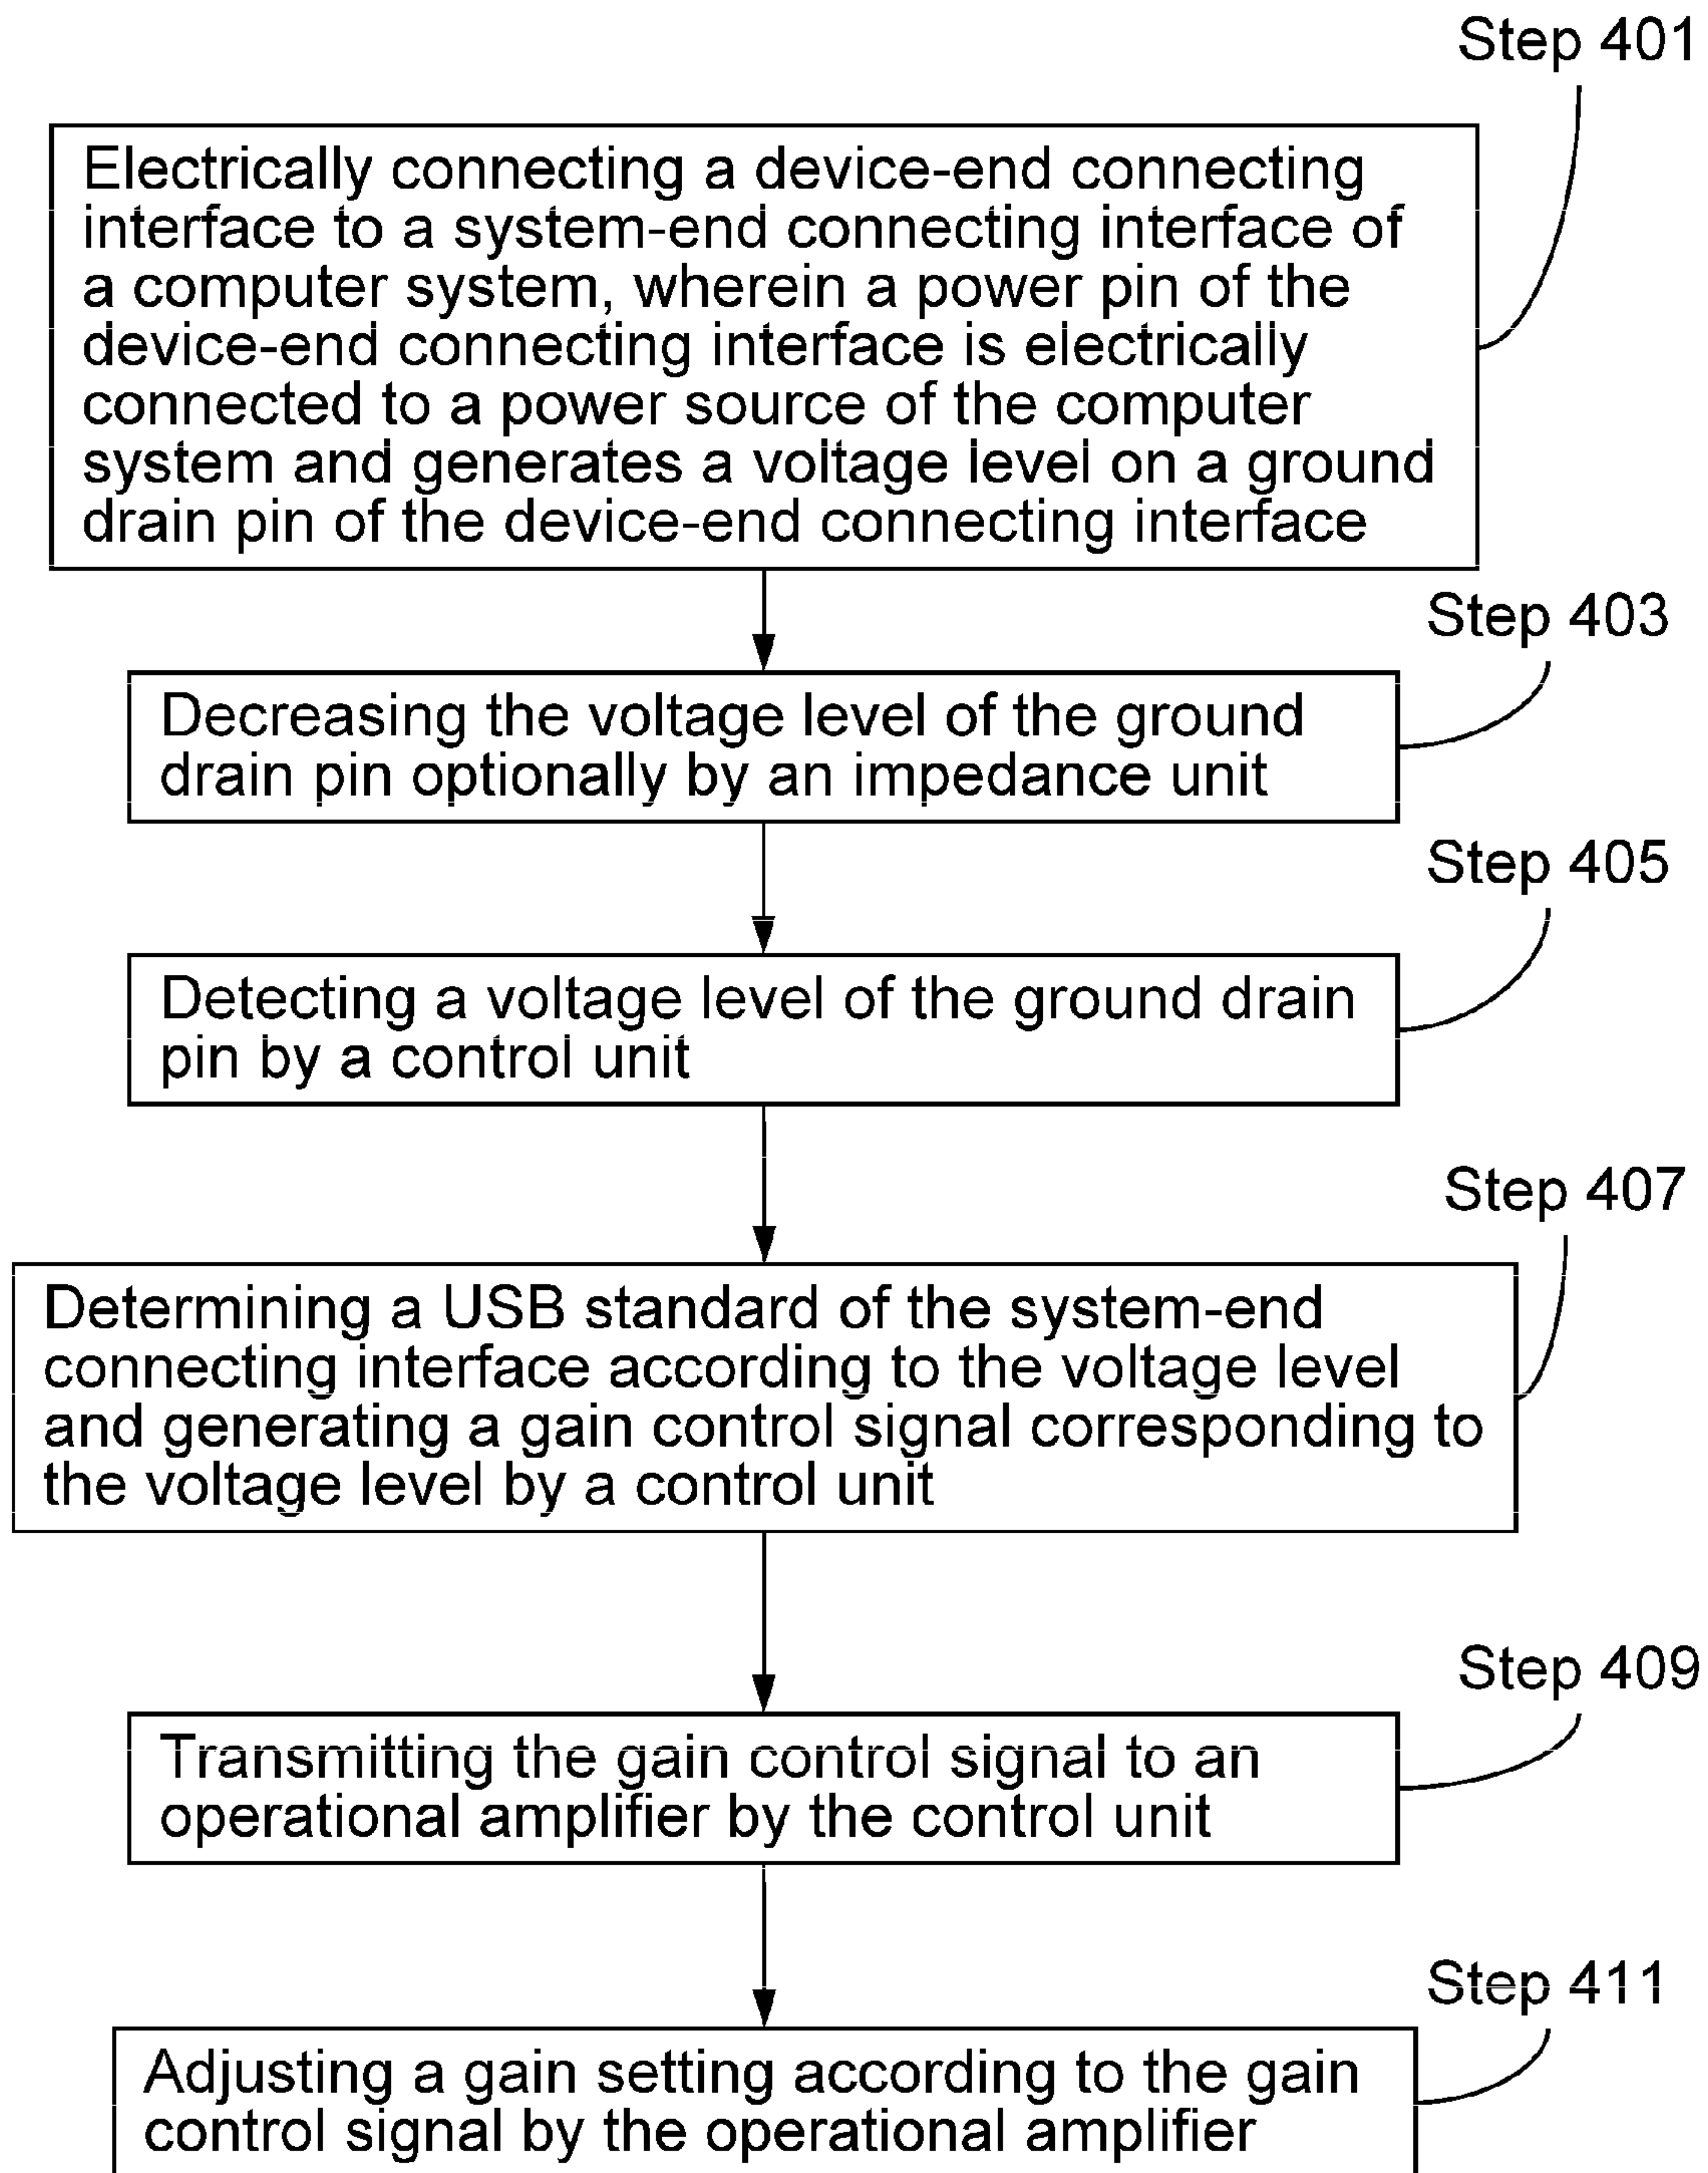 Step 401
Electrically connecting a device-end connecting
interface to a system-end connecting interface of
a computer system, wherein a power pin of the
device-end connecting interface is electrically
connected to a power source of the computer
system and generates a voltage level on a ground
drain pin of the device-end connecting interface
Step 403
Decreasing the voltage level of the ground
drain pin optionally by an impedance unit
Step 405
Detecting a voltage level of the ground drain
pin by a control unit
Step 407
Determining a USB standard of the system-end
connecting interface according to the voltage level
and generating a gain control signal corresponding to
the voltage level by a control unit
Step 409
Transmitting the gain control signal to an
operational amplifier by the control unit
Step 411
Adjusting a gain setting according to the gain
control signal by the operational amplifier